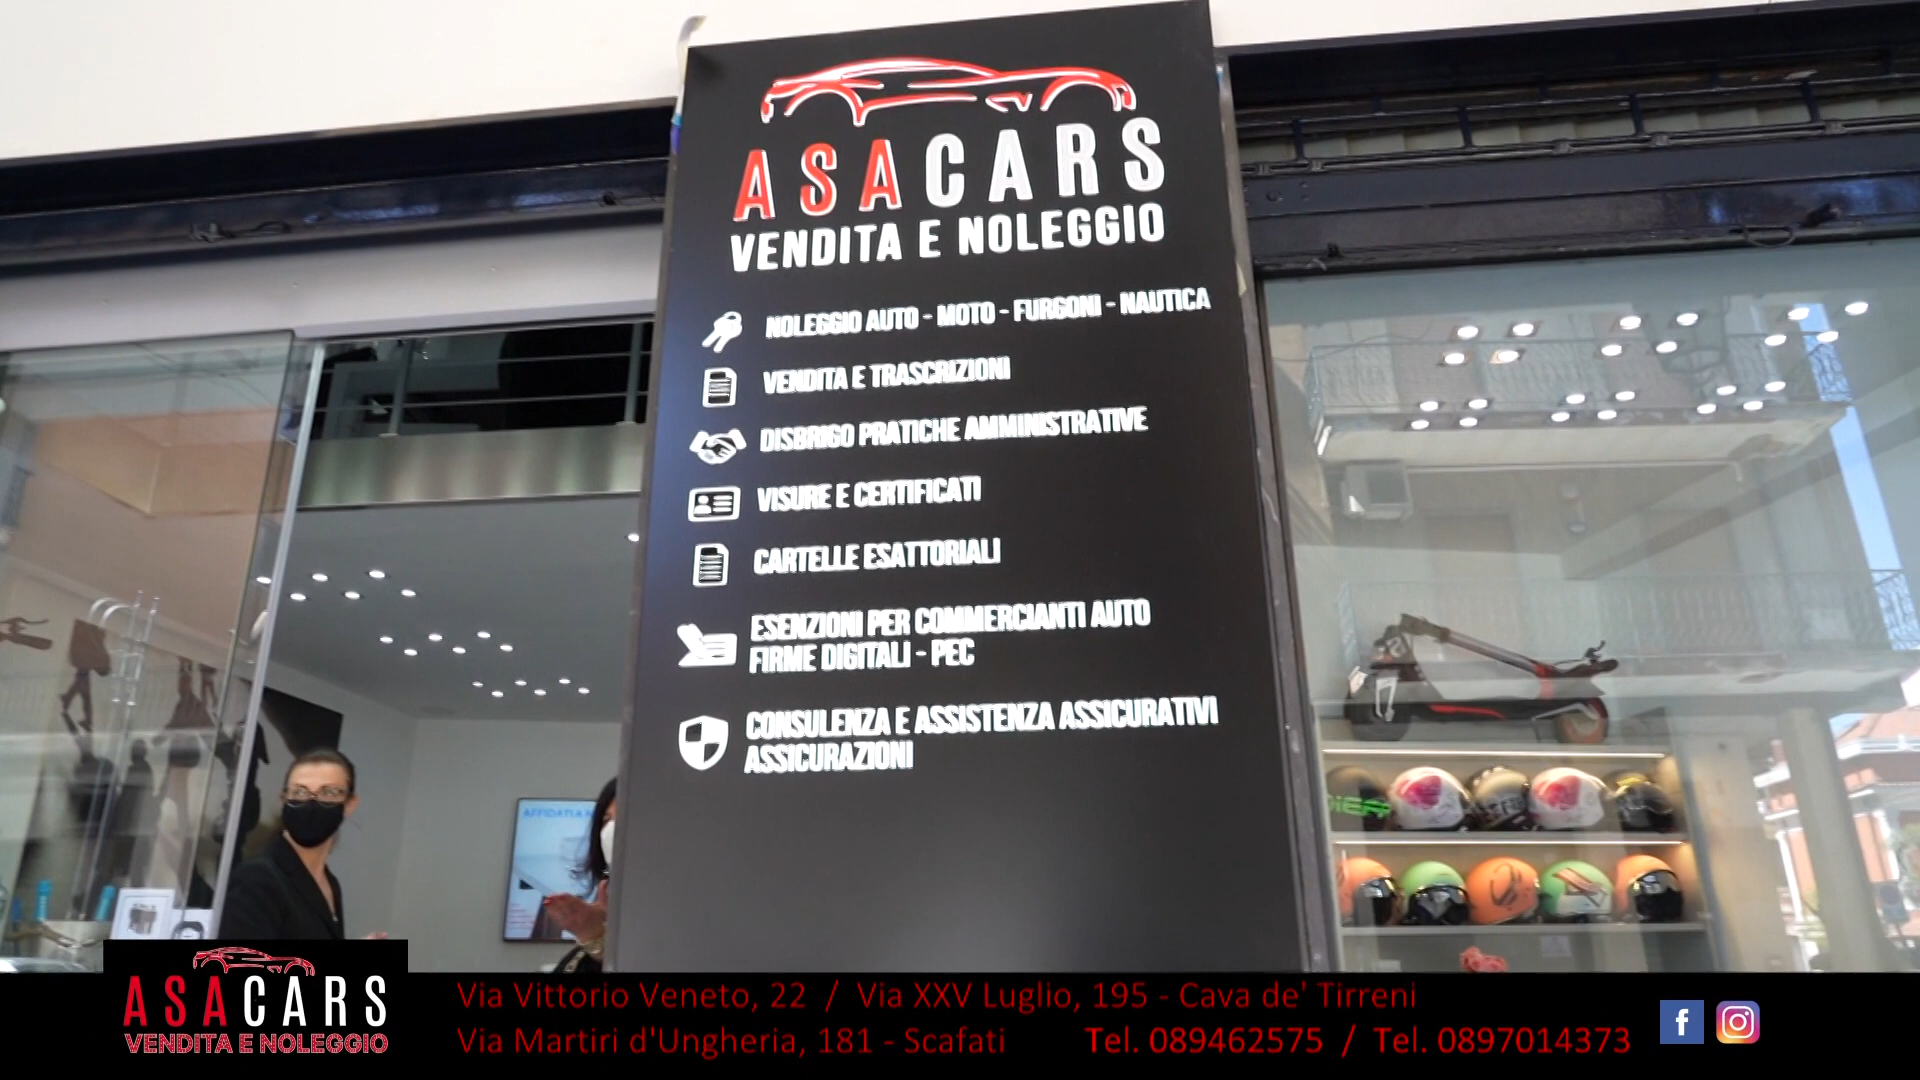 ASACARS
VENDITA E NOLEGGIO
NOLEGGIO AUTO - MOTO - FURGONI - NAUTICA
VENDITA E TRASCRIZIONI
DISBRIGO PRATICHE AMMINISTRATIVE
VISURE E CERTIFICATI
CARTELLE ESATTORIALI
ESENZIONI PER COMMERCIANTI AUTO
FIRME DIGITALI - PEC
CONSULENZA E ASSISTENZA ASSICURATIVI
ASSICURAZIONI
AFFIDATI A
ASACARS
VENDITA E NOLEGGIO
Via Vittorio Veneto, 22 / Via XXV Luglio, 195 - Cava de' Tirreni
Via Martiri d'Ungheria, 181 - Scafati Tel. 089462575 / Tel. 0897014373